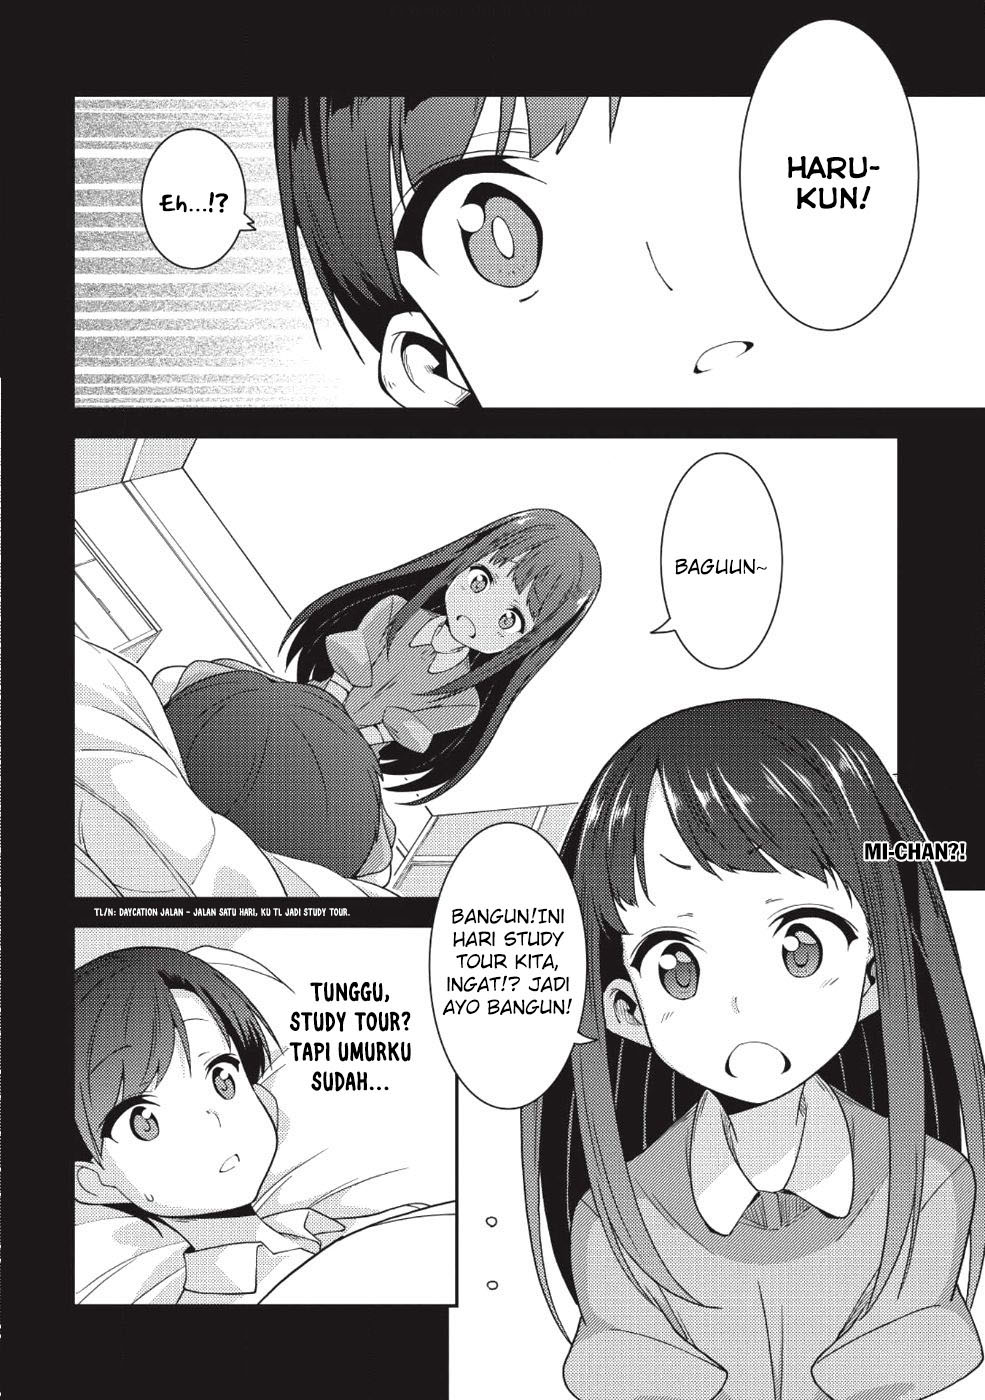 HARU-
KUN!
Eh...!?
BAGUUN~
MI-CHAN?!
BANGUN!INI
HARI STUDY
TOUR KITA,
INGAT!? JADI
AYO BANGUN!
TL/N: DAYCATION JALAN - JALAN SATU HARI, KU TL JADI STUDY TOUR.
TUNGGU,
STUDY TOUR?
TAPI UMURKU
SUDAH...